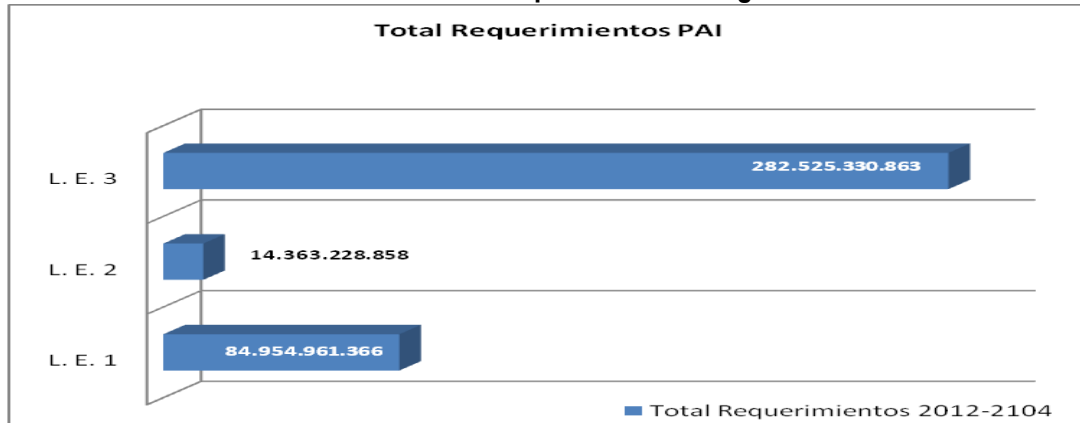 Total Requerimientos PAI
L. E. 3
282.525.330.863
L. E. 2
14.363.228.858
L. E. 1
84.954.961.366
Total Requerimientos 2012-2104